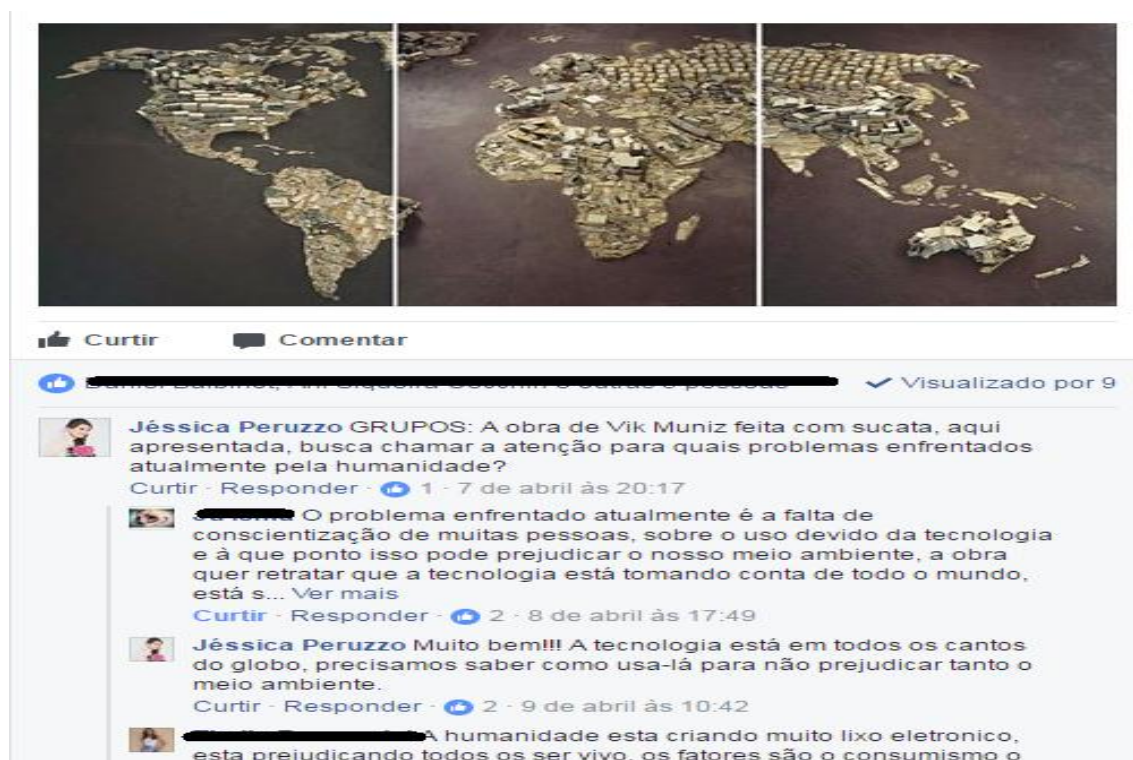 Curtir Comentar
Visualizado por 9
Jéssica Peruzzo GRUPOS: A obra de Vik Muniz feita com sucata, aqui
apresentada, busca chamar a atenção para quais problemas enfrentados
atualmente pela humanidade?
Curtir · Responder · 1 · 7 de abril às 20:17
O problema enfrentado atualmente é a falta de
conscientização de muitas pessoas, sobre o uso devido da tecnologia
e à que ponto isso pode prejudicar o nosso meio ambiente, a obra
quer retratar que a tecnologia está tomando conta de todo o mundo,
está s... Ver mais
Curtir · Responder · 2 · 8 de abril às 17:49
Jéssica Peruzzo Muito bem!!! A tecnologia está em todos os cantos
do globo, precisamos saber como usa-lá para não prejudicar tanto o
meio ambiente.
Curtir · Responder · 2 · 9 de abril às 10:42
A humanidade esta criando muito lixo eletronico,
esta prejudicando todos os ser vivo, os fatores são o consumismo o